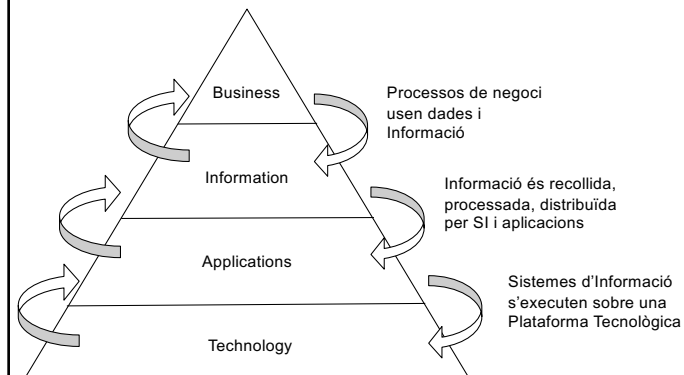 Business
Processos de negoci
usen dades i
Informació
Information
Informació és recollida,
processada, distribuïda
per SI i aplicacions
Applications
Sistemes d'Informació
s'executen sobre una
Plataforma Tecnològica
Technology